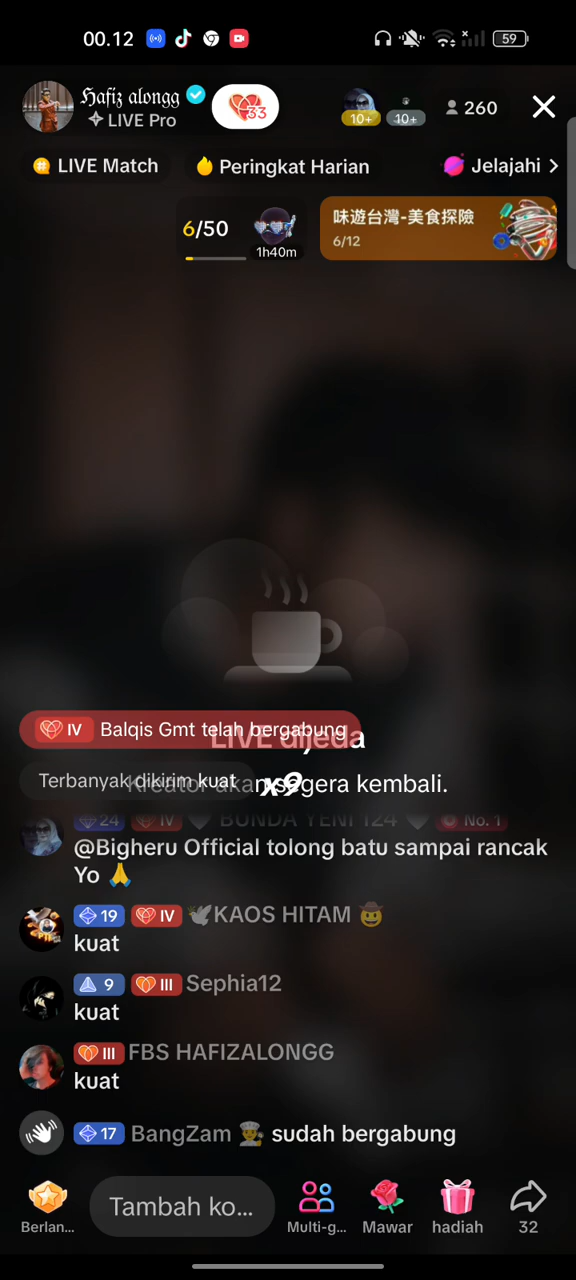 00.12
59
Hafiz alongg
LIVE Pro
33
10+
10+
260
LIVE Match
Peringkat Harian
Jelajahi
6/50
1h40m
味遊台灣-美食探險
6/12
IV Balqis Gmt telah bergabung
LIVE dijeda
Terbanyak dikirim kuat x9
Kreator akan segera kembali.
24 IV BUNDA YENI 124 No. 1
@Bigheru Official tolong batu sampai rancak
Yo 🙏
19 IV 🕊KAOS HITAM 🤠
kuat
9 III Sephia12
kuat
III FBS HAFIZALONGG
kuat
17 BangZam 👨‍🍳 sudah bergabung
Berlan...
Tambah ko...
Multi-g...
Mawar
hadiah
32